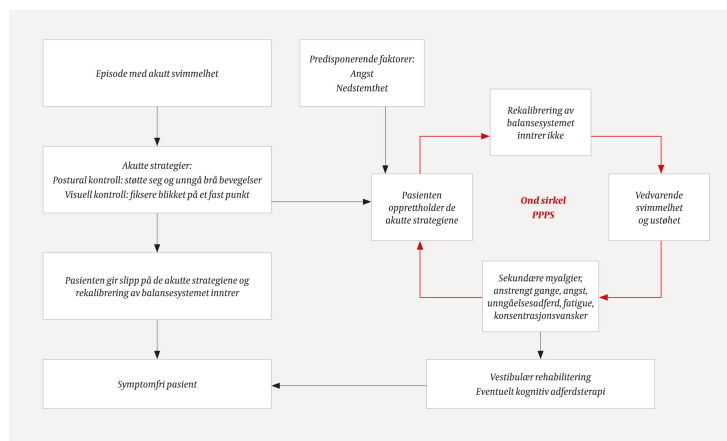 Episode med akutt svimmelhet
Predisponerende faktorer:
Angst
Nedstemthet
Rekalibrering av
balansesystemet
inntrer ikke
Akutte strategier:
Postural kontroll: støtte seg og unngå brå bevegelser
Visuell kontroll: fiksere blikket på et fast punkt
Pasienten
opprettholder de
akutte strategiene
Ond sirkel
PPPS
Vedvarende
svimmelhet
og ustøhet
Pasienten gir slipp på de akutte strategiene og
rekalibrering av balansesystemet inntrer
Sekundære myalgier,
anstrengt gange, angst,
unngåelsesadferd, fatigue,
konsentrasjonsvansker
Symptomfri pasient
Vestibulær rehabilitering
Eventuelt kognitiv adferdsterapi